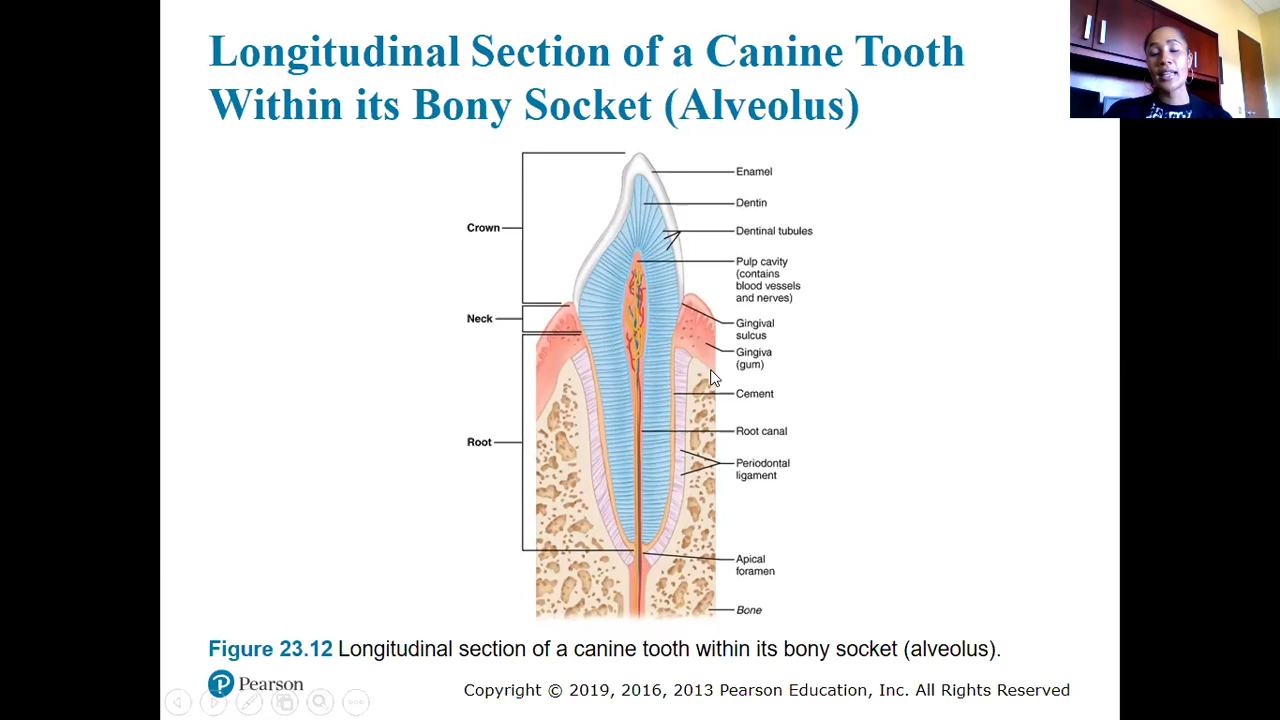 Longitudinal Section of a Canine Tooth
Within its Bony Socket (Alveolus)
Crown
Neck
Root
Enamel
Dentin
Dentinal tubules
Pulp cavity
(contains
blood vessels
and nerves)
Gingival
sulcus
Gingiva
(gum)
Cement
Root canal
Periodontal
ligament
Apical
foramen
Bone
Figure 23.12 Longitudinal section of a canine tooth within its bony socket (alveolus).
Pearson
Copyright © 2019, 2016, 2013 Pearson Education, Inc. All Rights Reserved